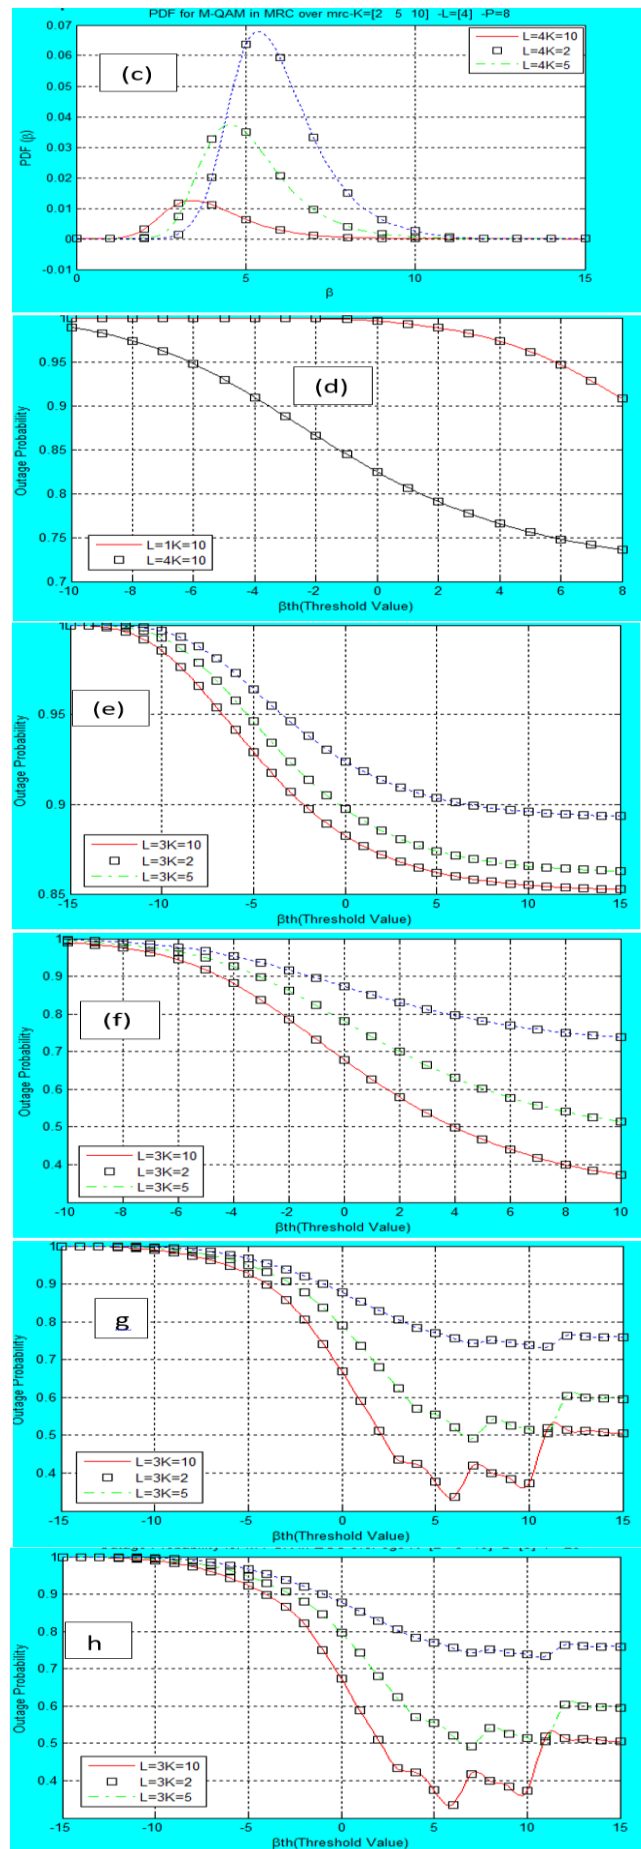 PDF for M-QAM in MRC over mrc-K=[2 5 10] -L=[4] -P=8
0.07
0.06
0.05
0.04
0.03
0.02
0.01
0
-0.01
PDF (β)
(c)
L=4K=10
L=4K=2
L=4K=5
0 5 10 15
β
1
0.95
0.9
0.85
0.8
0.75
0.7
Outage Probability
(d)
L=1K=10
L=4K=10
-10 -8 -6 -4 -2 0 2 4 6 8
βth(Threshold Value)
1
0.95
0.9
0.85
Outage Probability
(e)
L=3K=10
L=3K=2
L=3K=5
-15 -10 -5 0 5 10 15
βth(Threshold Value)
1
0.9
0.8
0.7
0.6
0.5
0.4
Outage Probability
(f)
L=3K=10
L=3K=2
L=3K=5
-10 -8 -6 -4 -2 0 2 4 6 8 10
βth(Threshold Value)
1
0.9
0.8
0.7
0.6
0.5
0.4
Outage Probability
g
L=3K=10
L=3K=2
L=3K=5
-15 -10 -5 0 5 10 15
βth(Threshold Value)
1
0.9
0.8
0.7
0.6
0.5
0.4
Outage Probability
h
L=3K=10
L=3K=2
L=3K=5
-15 -10 -5 0 5 10 15
βth(Threshold Value)